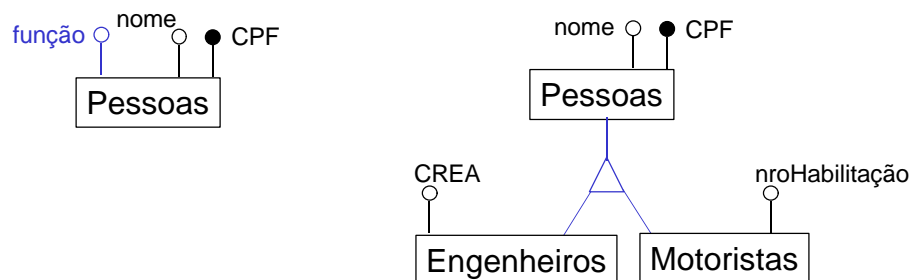 função
nome
CPF
Pessoas
nome
CPF
Pessoas
CREA
nroHabilitação
Engenheiros
Motoristas